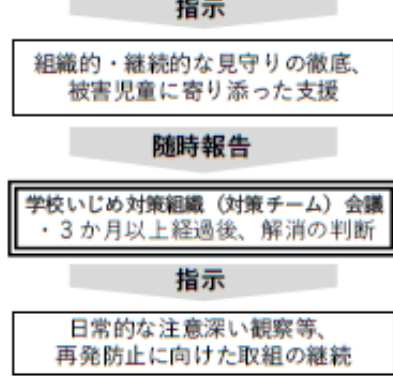 指示
組織的・継続的な見守りの徹底、
被害児童に寄り添った支援
随時報告
学校いじめ対策組織（対策チーム）会議
・３か月以上経過後、解消の判断
指示
日常的な注意深い観察等、
再発防止に向けた取組の継続